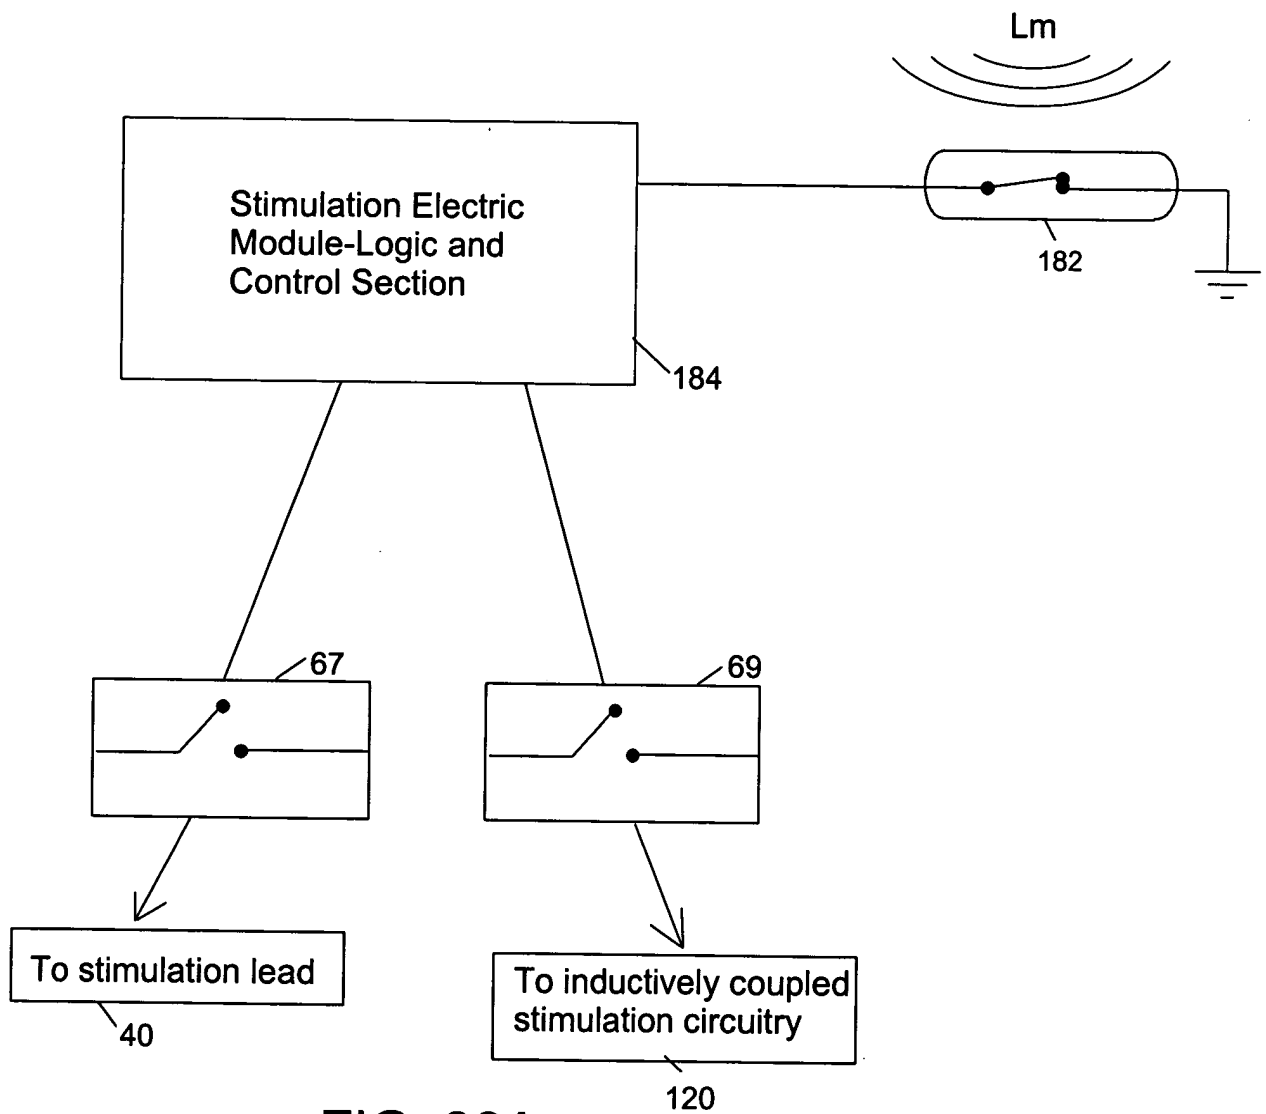 Lm
Stimulation Electric
Module-Logic and
Control Section
182
184
67
69
To stimulation lead
40
To inductively coupled
stimulation circuitry
120